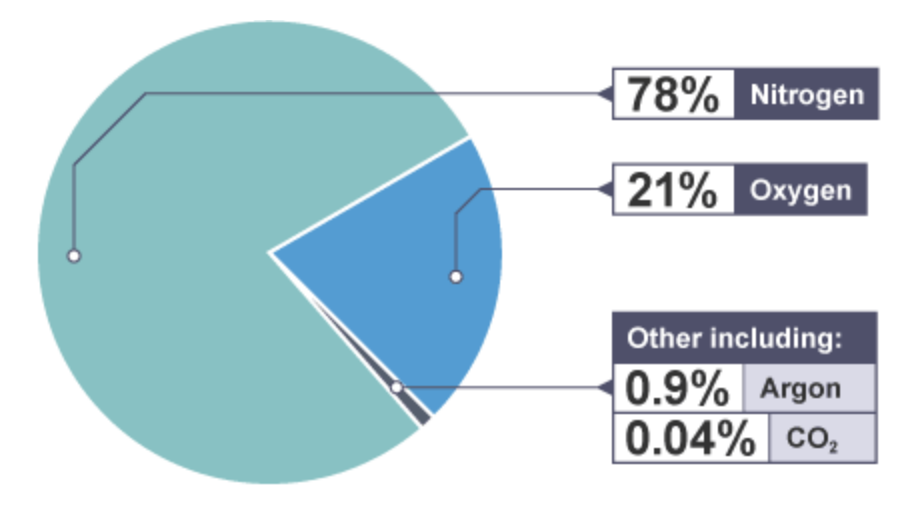 78% Nitrogen
21% Oxygen
Other including:
0.9% Argon
0.04% CO₂